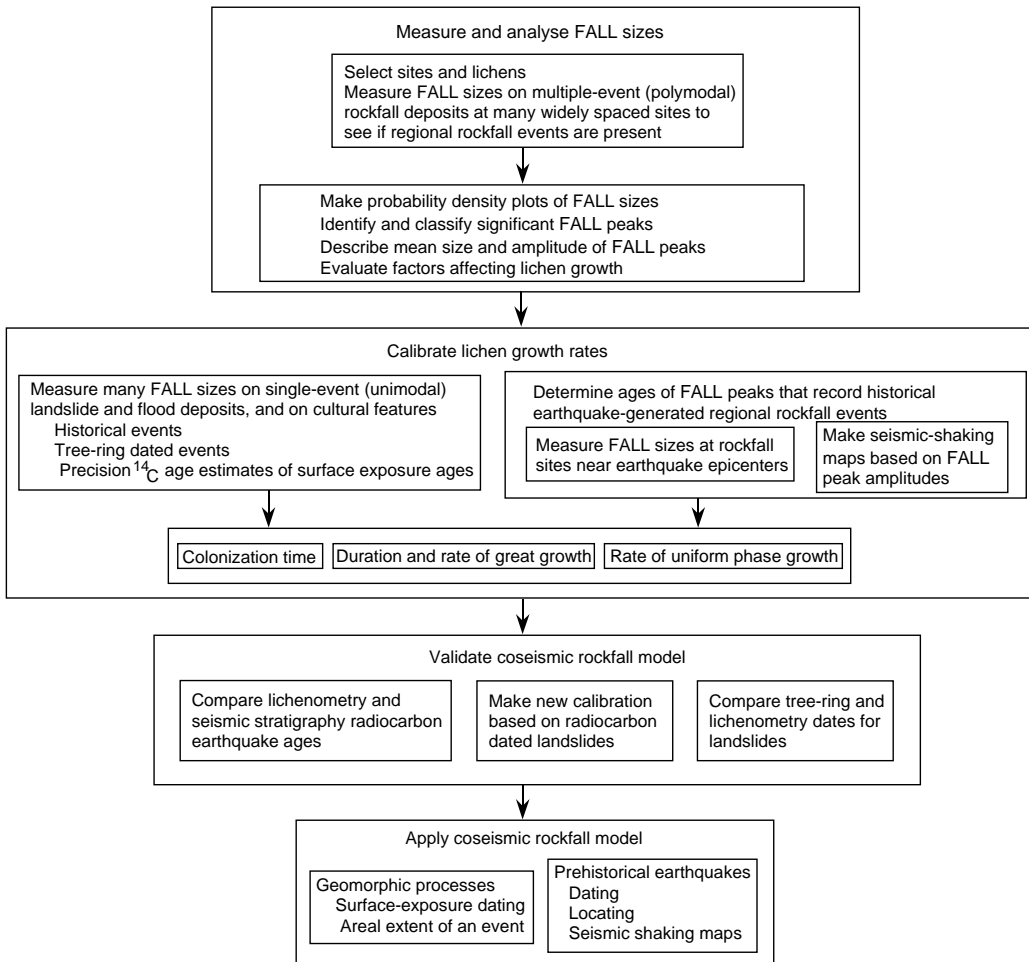 Measure and analyse FALL sizes
Select sites and lichens
Measure FALL sizes on multiple-event (polymodal)
rockfall deposits at many widely spaced sites to
see if regional rockfall events are present
Make probability density plots of FALL sizes
Identify and classify significant FALL peaks
Describe mean size and amplitude of FALL peaks
Evaluate factors affecting lichen growth
Calibrate lichen growth rates
Measure many FALL sizes on single-event (unimodal)
landslide and flood deposits, and on cultural features
Historical events
Tree-ring dated events
Precision 14C age estimates of surface exposure ages
Determine ages of FALL peaks that record historical
earthquake-generated regional rockfall events
Measure FALL sizes at rockfall
sites near earthquake epicenters
Make seismic-shaking
maps based on FALL
peak amplitudes
Colonization time
Duration and rate of great growth
Rate of uniform phase growth
Validate coseismic rockfall model
Compare lichenometry and
seismic stratigraphy radiocarbon
earthquake ages
Make new calibration
based on radiocarbon
dated landslides
Compare tree-ring and
lichenometry dates for
landslides
Apply coseismic rockfall model
Geomorphic processes
Surface-exposure dating
Areal extent of an event
Prehistorical earthquakes
Dating
Locating
Seismic shaking maps